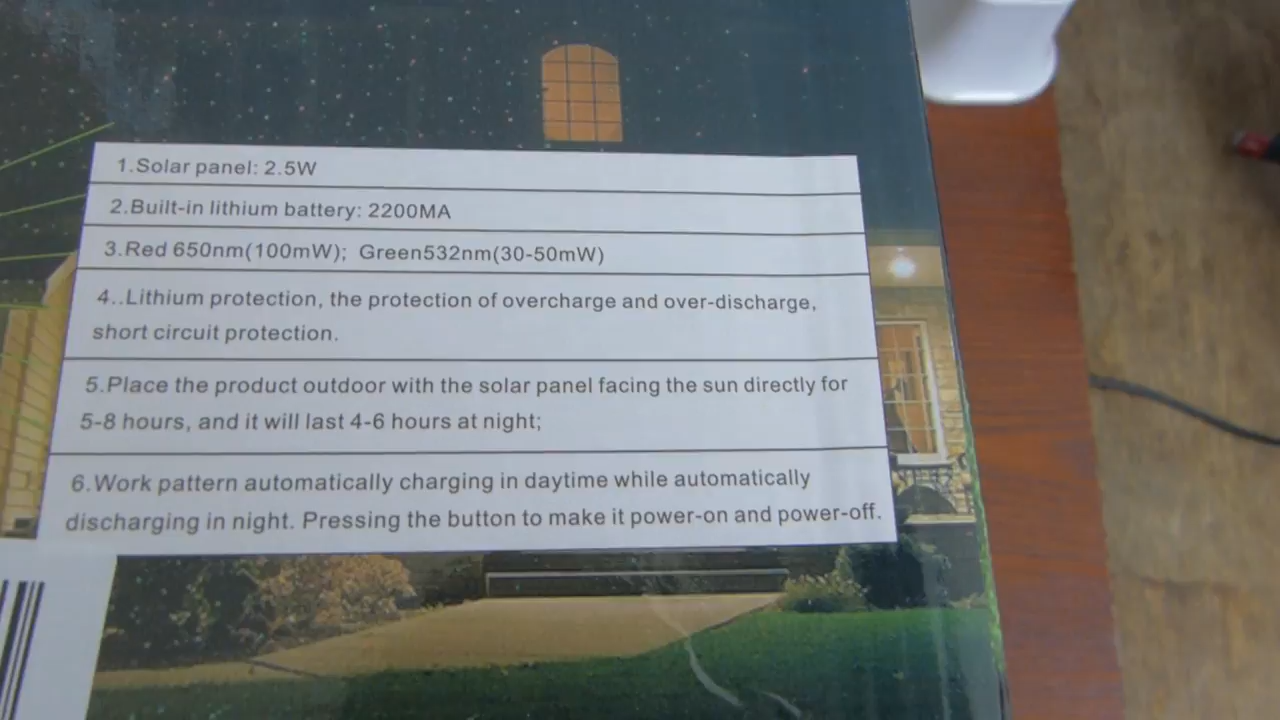 1.Solar panel: 2.5W
2.Built-in lithium battery: 2200MA
3.Red 650nm(100mW); Green532nm(30-50mW)
4..Lithium protection, the protection of overcharge and over-discharge,
short circuit protection.
5.Place the product outdoor with the solar panel facing the sun directly for
5-8 hours, and it will last 4-6 hours at night;
6.Work pattern automatically charging in daytime while automatically
discharging in night. Pressing the button to make it power-on and power-off.